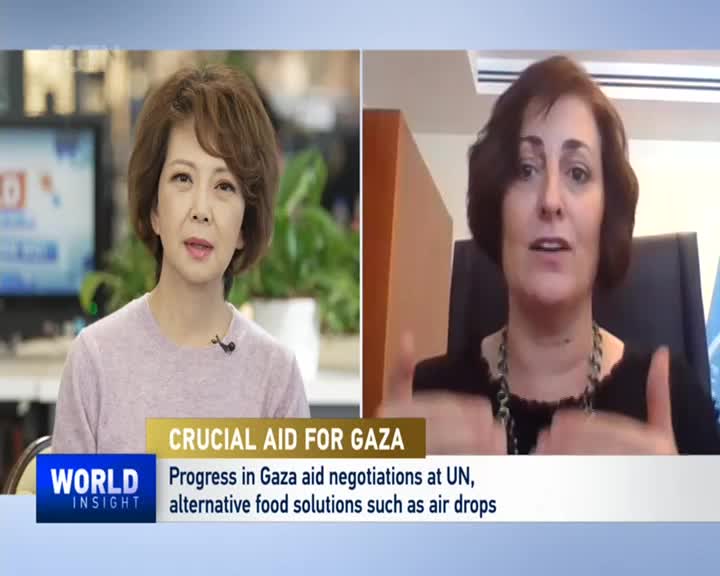 CRUCIAL AID FOR GAZA
WORLD
INSIGHT
Progress in Gaza aid negotiations at UN,
alternative food solutions such as air drops